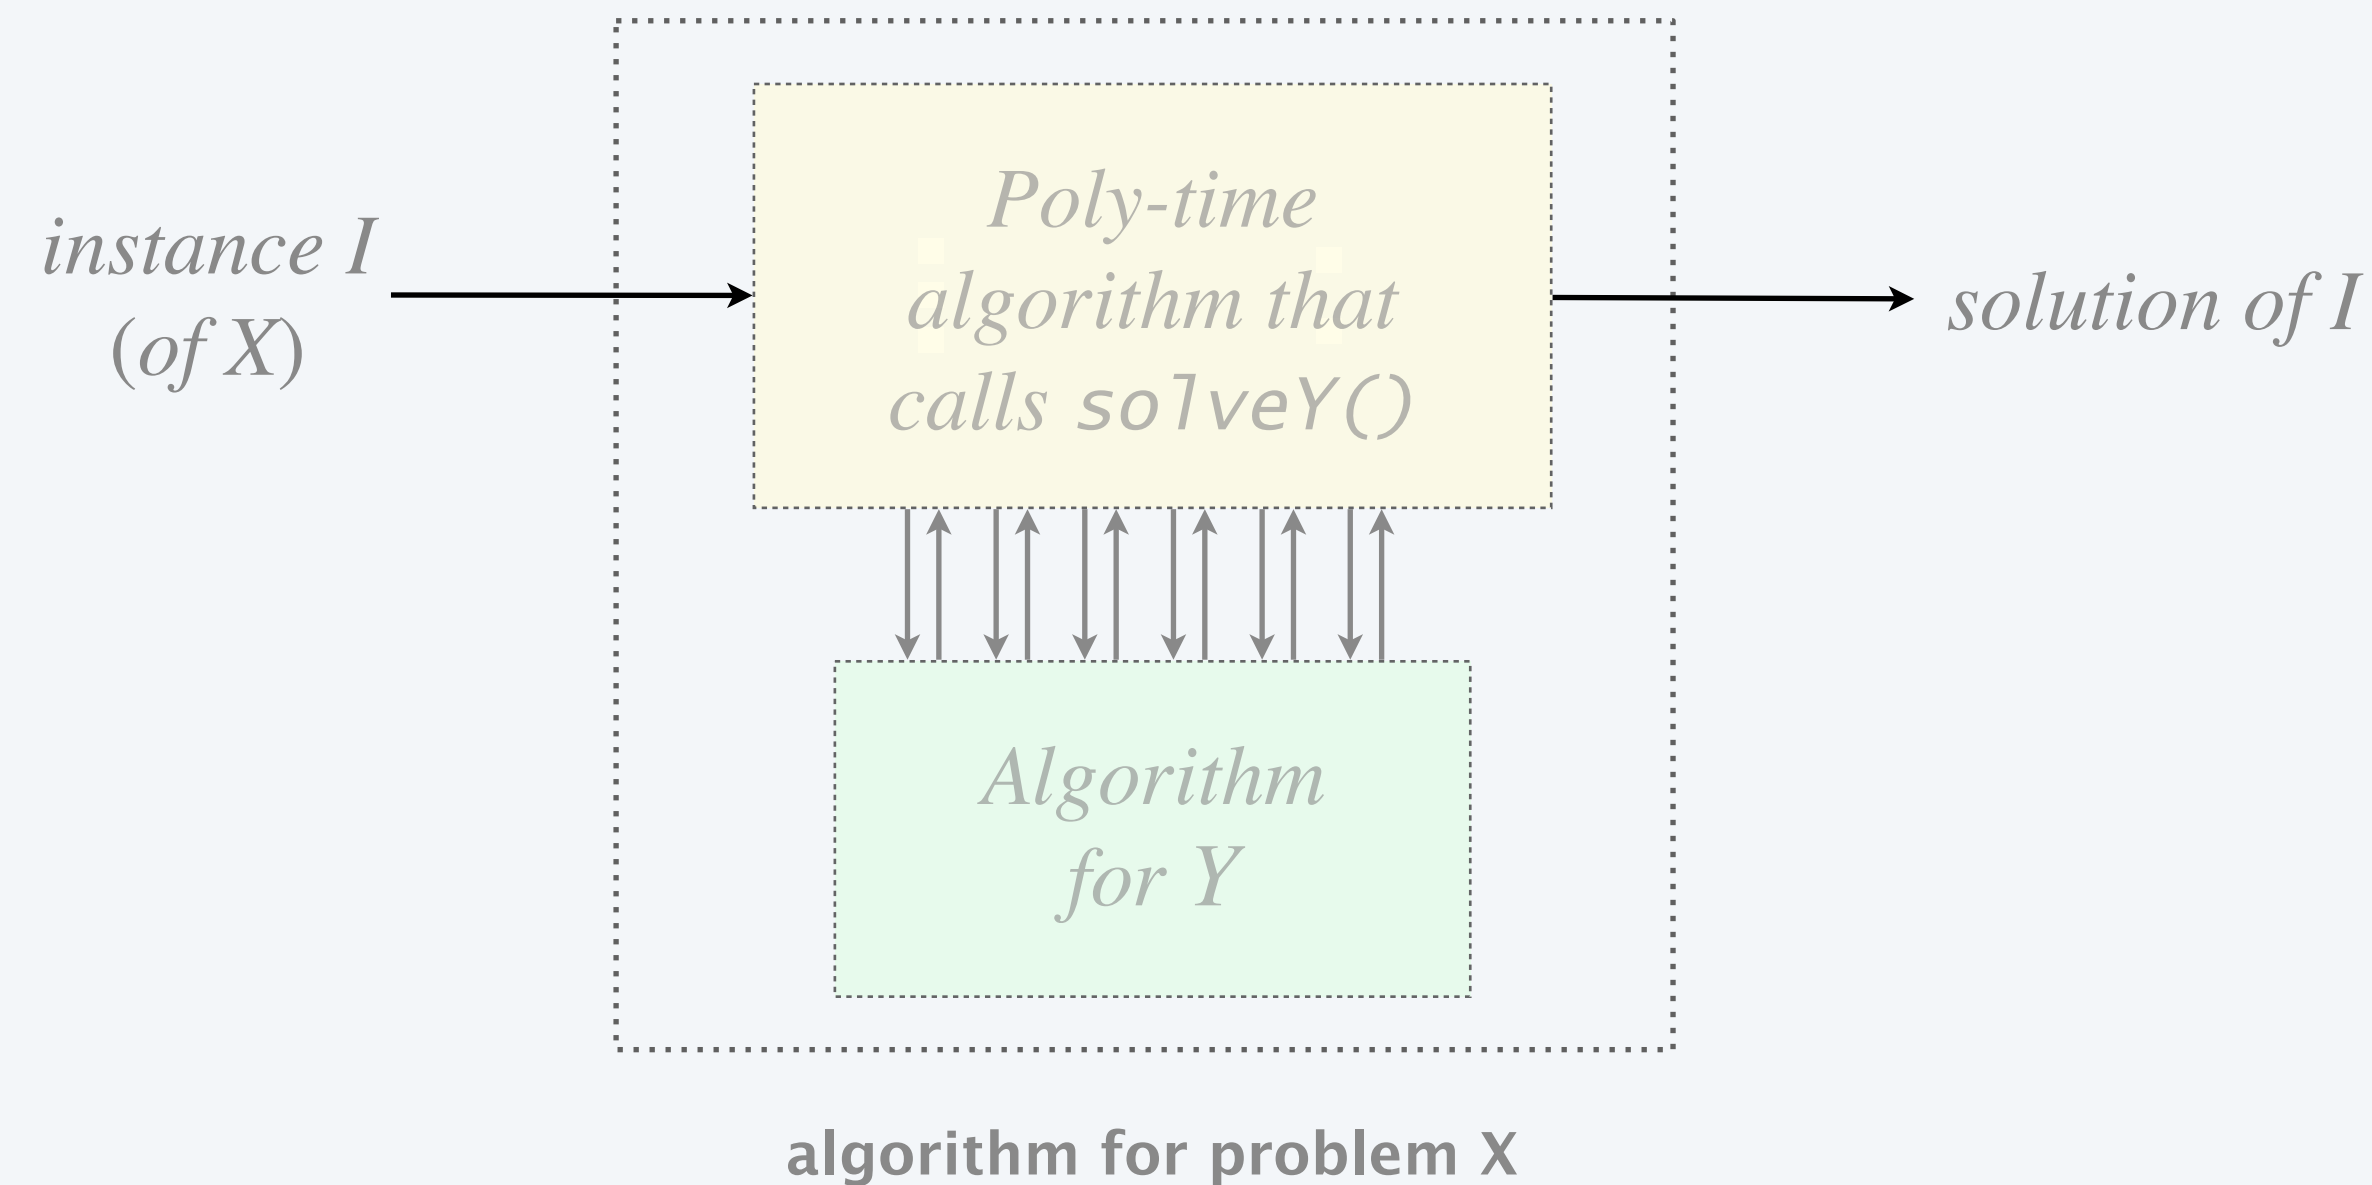 instance I
(of X)
Poly-time
algorithm that
calls solveY()
solution of I
Algorithm
for Y
algorithm for problem X